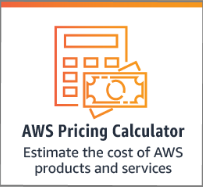 AWS Pricing Calculator
Estimate the cost of AWS
products and services